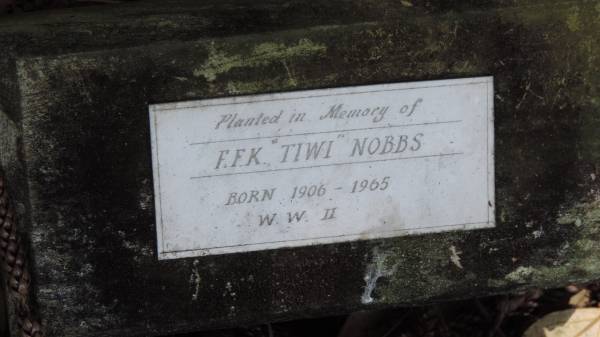 Planted in Memory of
F.F.K "TIWI" NOBBS
BORN 1906 - 1965
W. W. II